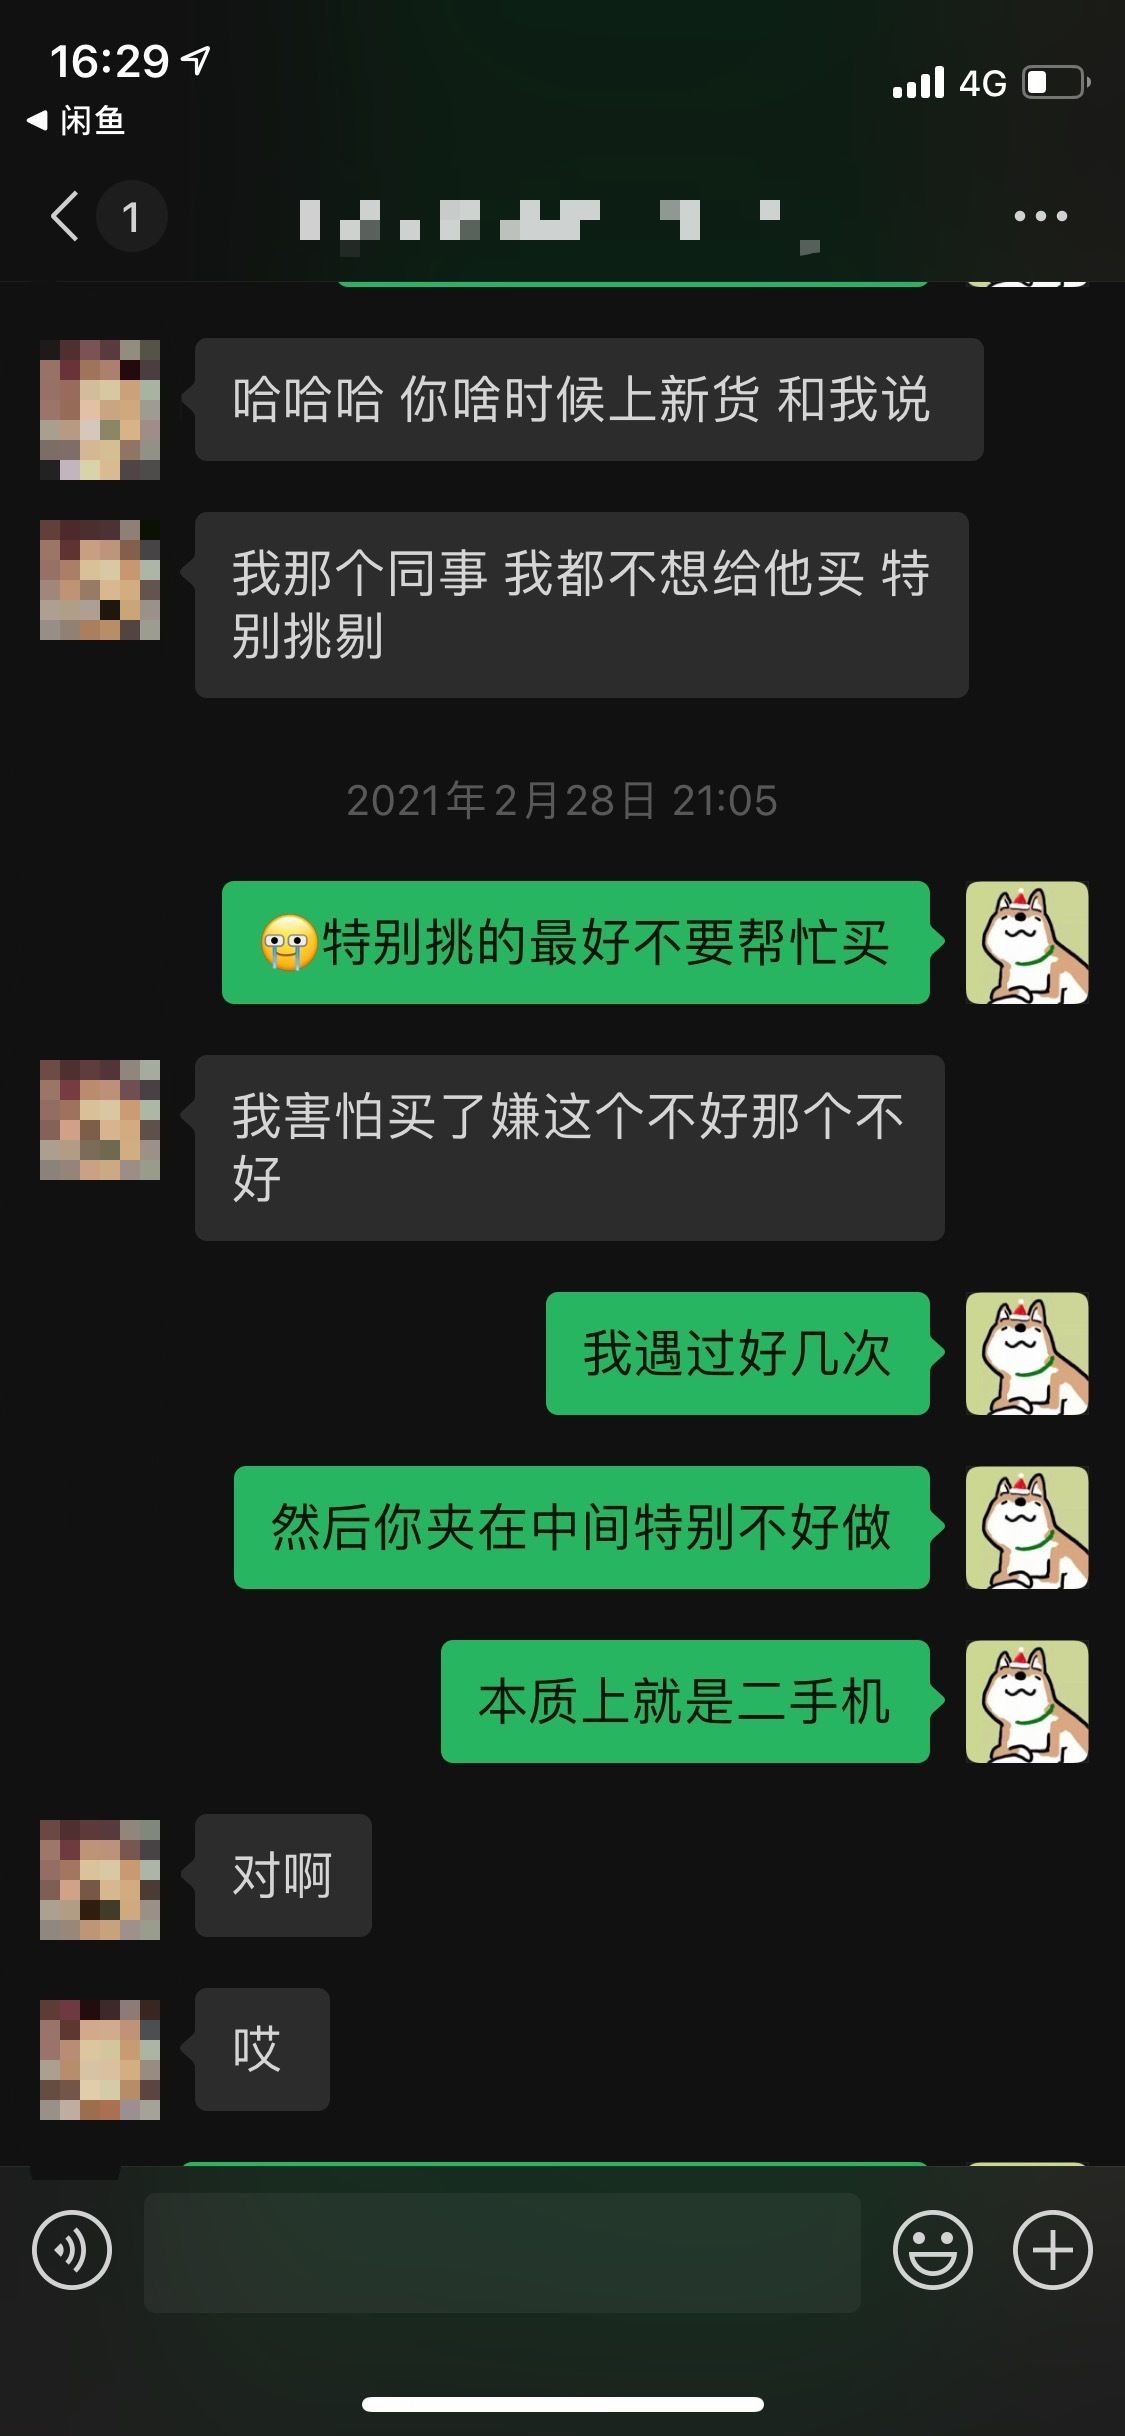 16:29
4G
闲鱼
1
哈哈哈 你啥时候上新货 和我说
我那个同事 我都不想给他买 特
别挑剔
2021年2月28日 21:05
🥹特别挑的最好不要帮忙买
我害怕买了嫌这个不好那个不
好
我遇过好几次
然后你夹在中间特别不好做
本质上就是二手机
对啊
哎